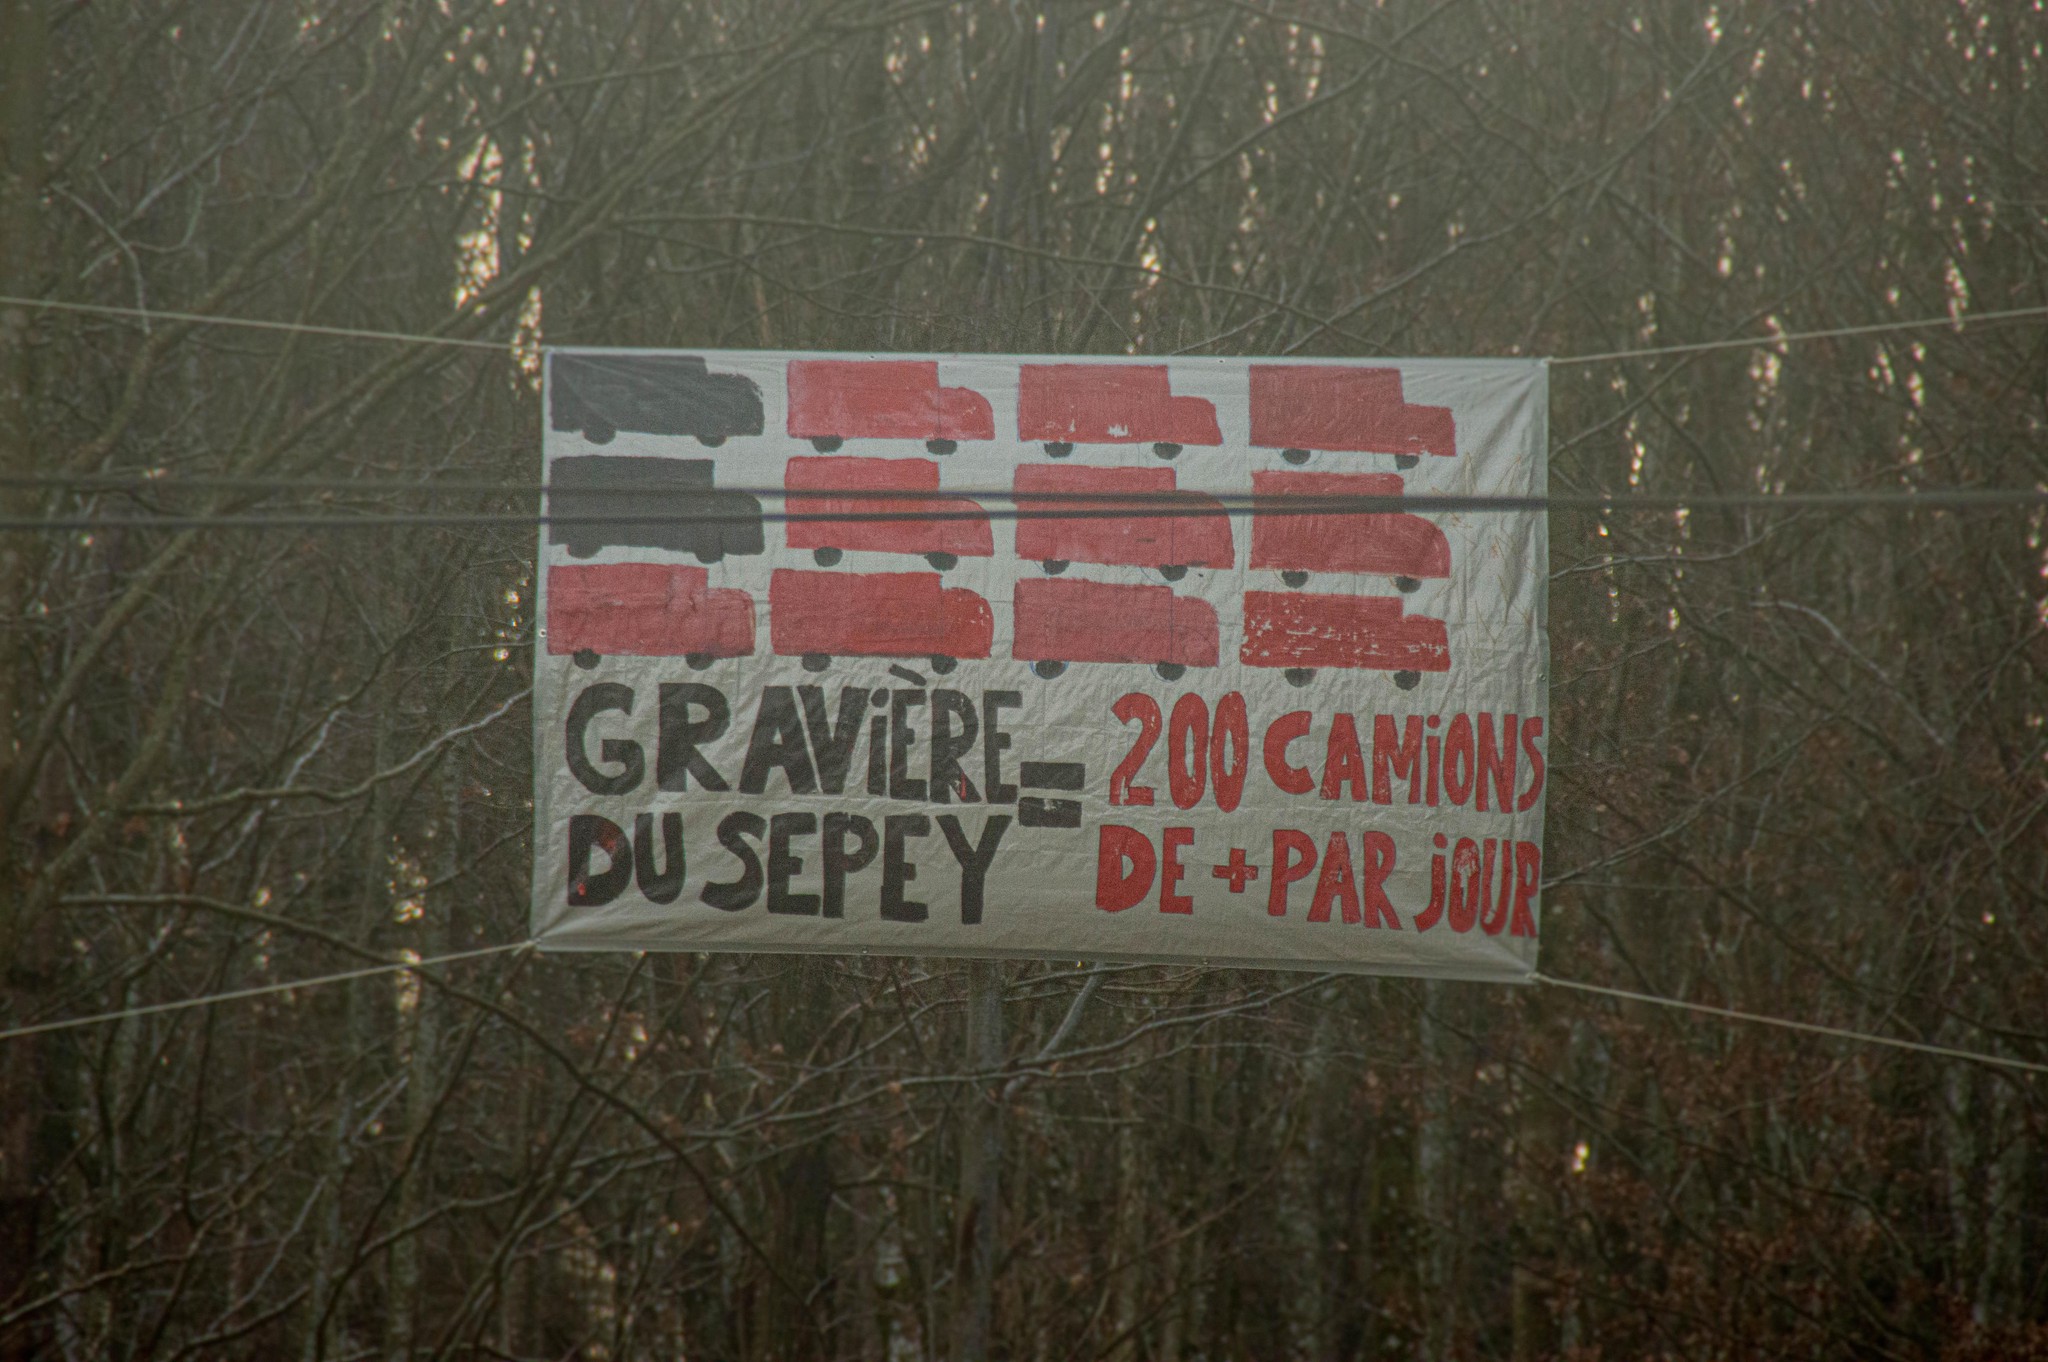 GRAViÈRE = 200 CAMiONS
DU SEPEY DE + PAR jOUR